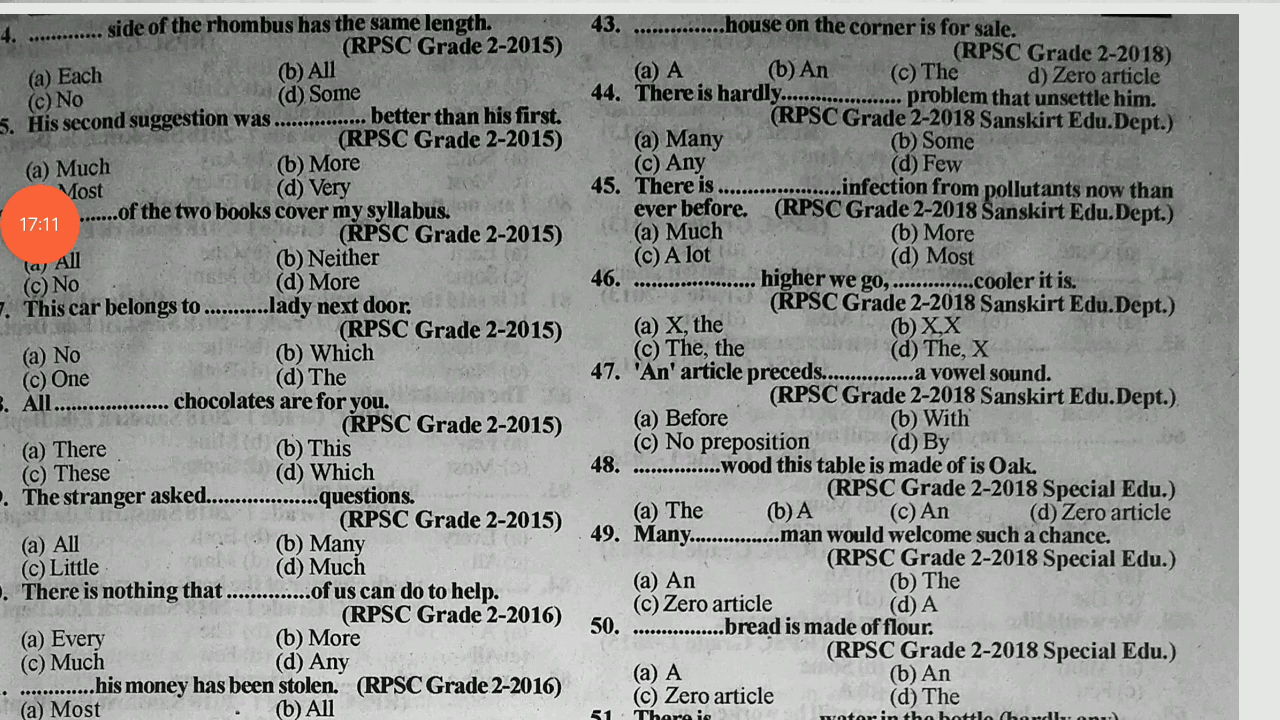 4. ............. side of the rhombus has the same length.
(RPSC Grade 2-2015)
(a) Each (b) All
(c) No (d) Some
5. His second suggestion was ................ better than his first.
(RPSC Grade 2-2015)
(a) Much (b) More
Most (d) Very
17:11
.......of the two books cover my syllabus.
(RPSC Grade 2-2015)
(a) All (b) Neither
(c) No (d) More
7. This car belongs to ...........lady next door.
(RPSC Grade 2-2015)
(a) No (b) Which
(c) One (d) The
All .................... chocolates are for you.
(RPSC Grade 2-2015)
(a) There (b) This
(c) These (d) Which
The stranger asked....................questions.
(RPSC Grade 2-2015)
(a) All (b) Many
(c) Little (d) Much
There is nothing that ...............of us can do to help.
(RPSC Grade 2-2016)
(a) Every (b) More
(c) Much (d) Any
.............his money has been stolen. (RPSC Grade 2-2016)
(a) Most (b) All
43. ................house on the corner is for sale.
(RPSC Grade 2-2018)
(a) A (b) An (c) The d) Zero article
44. There is hardly...................... problem that unsettle him.
(RPSC Grade 2-2018 Sanskirt Edu.Dept.)
(a) Many (b) Some
(c) Any (d) Few
45. There is ......................infection from pollutants now than
ever before. (RPSC Grade 2-2018 Sanskirt Edu.Dept.)
(a) Much (b) More
(c) A lot (d) Most
46. ...................... higher we go, ...............cooler it is.
(RPSC Grade 2-2018 Sanskirt Edu.Dept.)
(a) X, the (b) X,X
(c) The, the (d) The, X
47. 'An' article preceds.................a vowel sound.
(RPSC Grade 2-2018 Sanskirt Edu.Dept.)
(a) Before (b) With
(c) No preposition (d) By
48. ................wood this table is made of is Oak.
(RPSC Grade 2-2018 Special Edu.)
(a) The (b) A (c) An (d) Zero article
49. Many................man would welcome such a chance.
(RPSC Grade 2-2018 Special Edu.)
(a) An (b) The
(c) Zero article (d) A
50. ................bread is made of flour.
(RPSC Grade 2-2018 Special Edu.)
(a) A (b) An
(c) Zero article (d) The
51. There is .................... water in the bottle (hardly any)